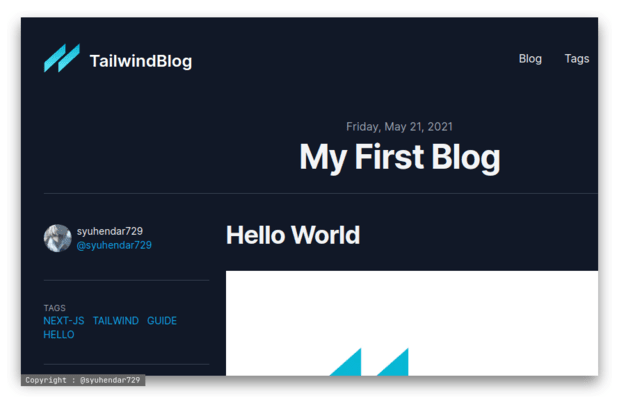 TailwindBlog
Blog Tags
Friday, May 21, 2021
My First Blog
syuhendar729
@syuhendar729
Hello World
TAGS
NEXT-JS TAILWIND GUIDE
HELLO
Copyright : @syuhendar729